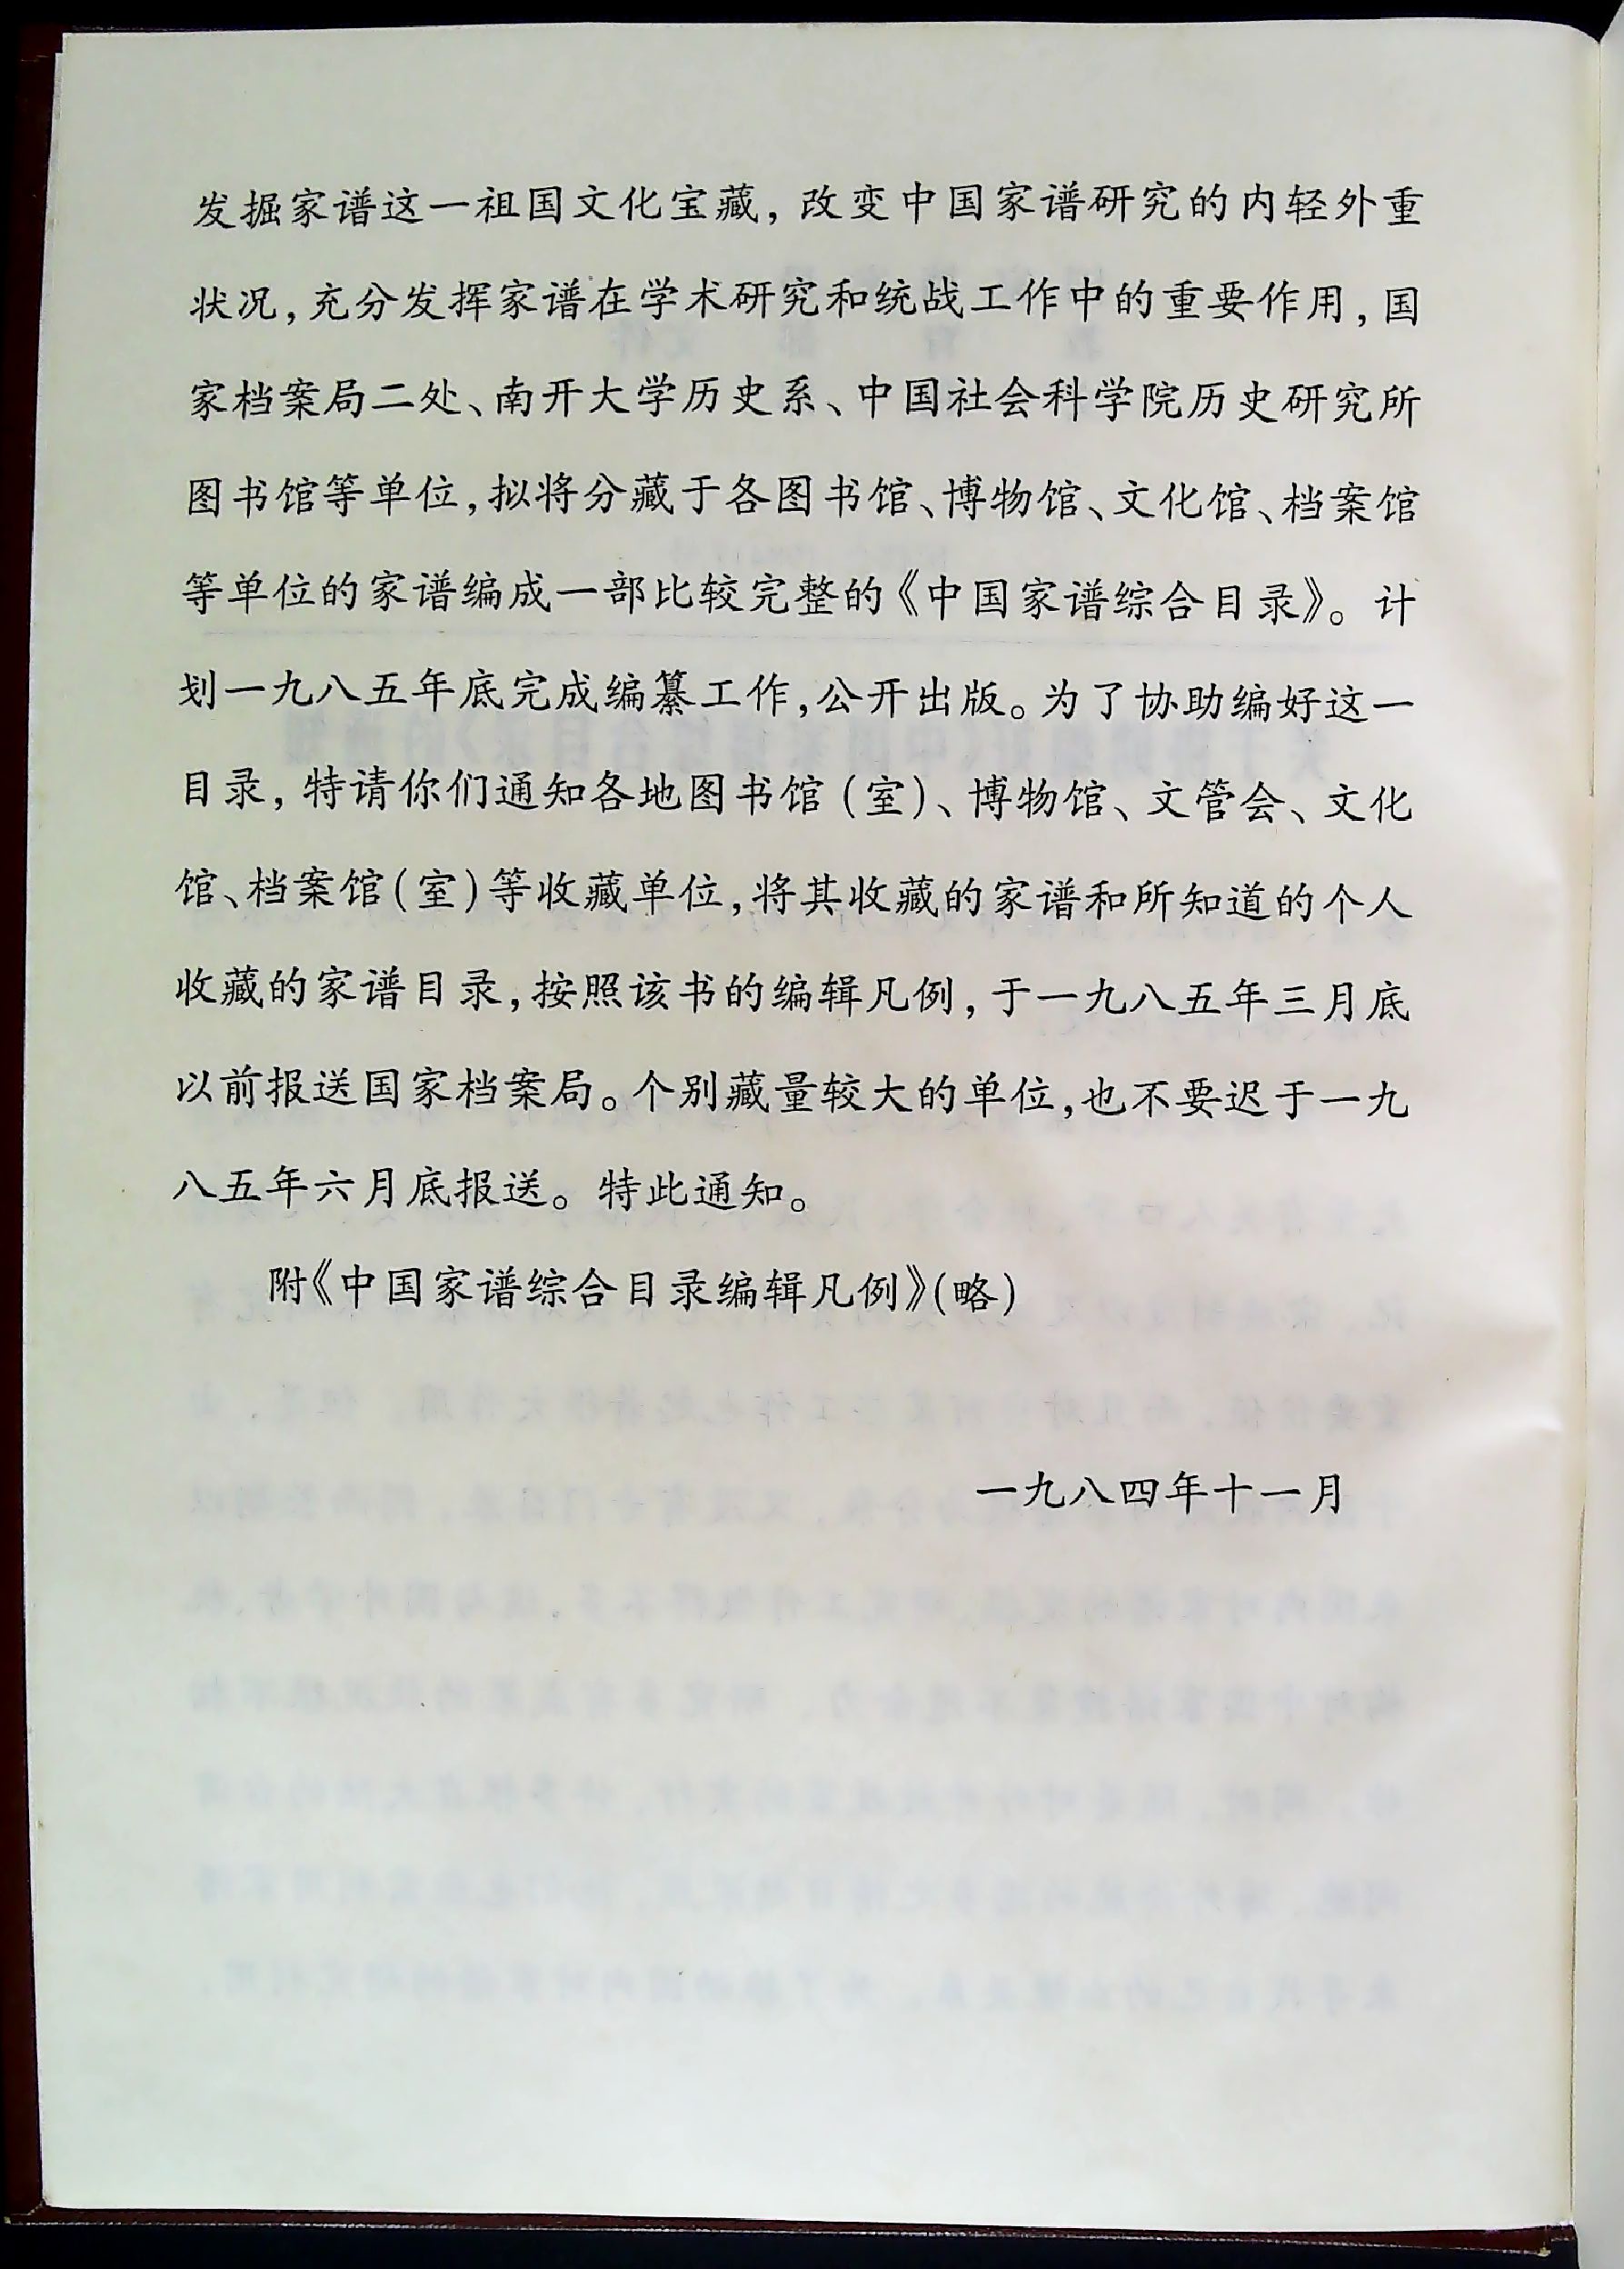 发掘家谱这一祖国文化宝藏，改变中国家谱研究的内轻外重
状况，充分发挥家谱在学术研究和统战工作中的重要作用，国
家档案局二处、南开大学历史系、中国社会科学院历史研究所
图书馆等单位，拟将分藏于各图书馆、博物馆、文化馆、档案馆
等单位的家谱编成一部比较完整的《中国家谱综合目录》。计
划一九八五年底完成编纂工作，公开出版。为了协助编好这一
目录，特请你们通知各地图书馆（室）、博物馆、文管会、文化
馆、档案馆（室）等收藏单位，将其收藏的家谱和所知道的个人
收藏的家谱目录，按照该书的编辑凡例，于一九八五年三月底
以前报送国家档案局。个别藏量较大的单位，也不要迟于一九
八五年六月底报送。特此通知。
附《中国家谱综合目录编辑凡例》（略）
一九八四年十一月